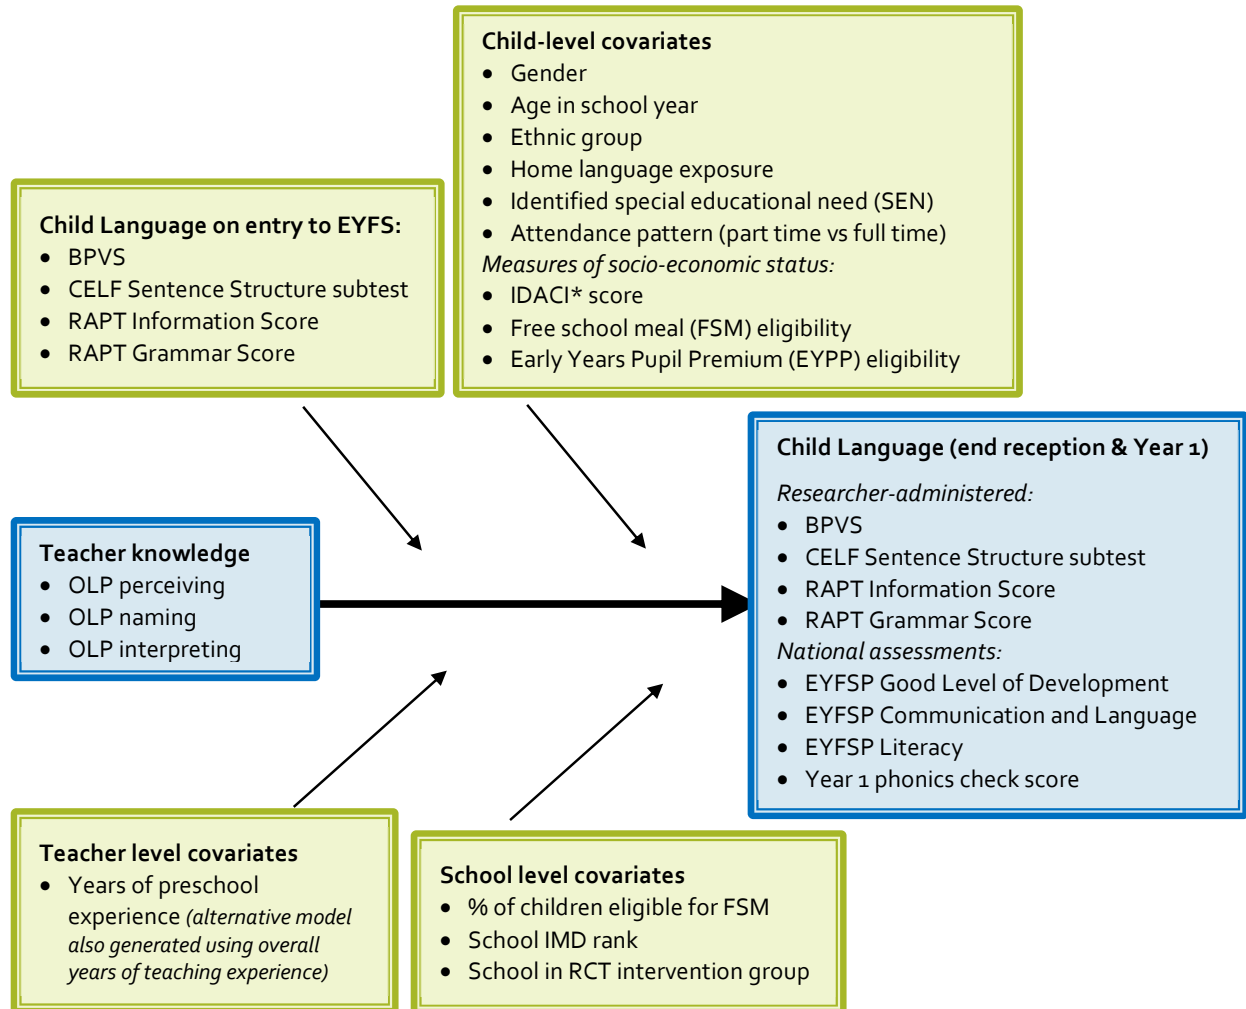 Child-level covariates
• Gender
• Age in school year
• Ethnic group
• Home language exposure
• Identified special educational need (SEN)
• Attendance pattern (part time vs full time)
Measures of socio-economic status:
• IDACI* score
• Free school meal (FSM) eligibility
• Early Years Pupil Premium (EYPP) eligibility
Child Language on entry to EYFS:
• BPVS
• CELF Sentence Structure subtest
• RAPT Information Score
• RAPT Grammar Score
Teacher knowledge
• OLP perceiving
• OLP naming
• OLP interpreting
Child Language (end reception & Year 1)
Researcher-administered:
• BPVS
• CELF Sentence Structure subtest
• RAPT Information Score
• RAPT Grammar Score
National assessments:
• EYFSP Good Level of Development
• EYFSP Communication and Language
• EYFSP Literacy
• Year 1 phonics check score
Teacher level covariates
• Years of preschool
experience (alternative model
also generated using overall
years of teaching experience)
School level covariates
• % of children eligible for FSM
• School IMD rank
• School in RCT intervention group